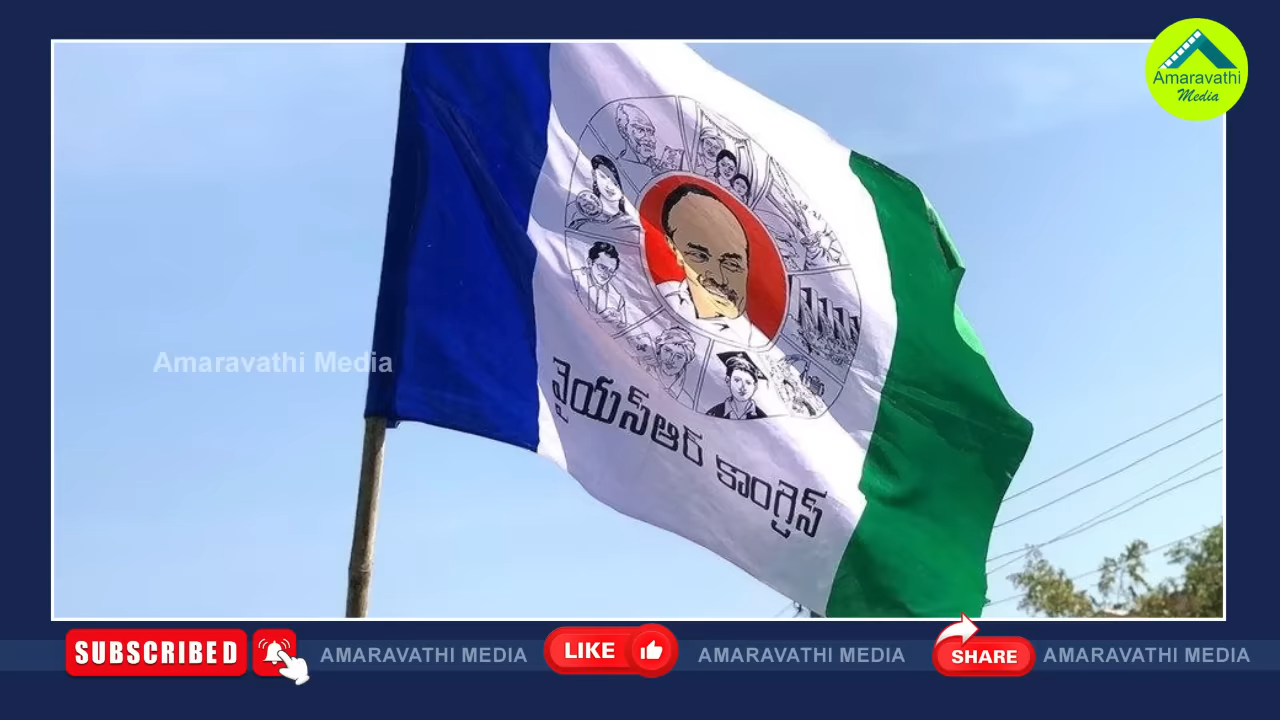 Amaravathi
Media
Amaravathi Media
వైయస్ఆర్ కాంగ్రెస్
SUBSCRIBED
AMARAVATHI MEDIA
LIKE
AMARAVATHI MEDIA
SHARE
AMARAVATHI MEDIA